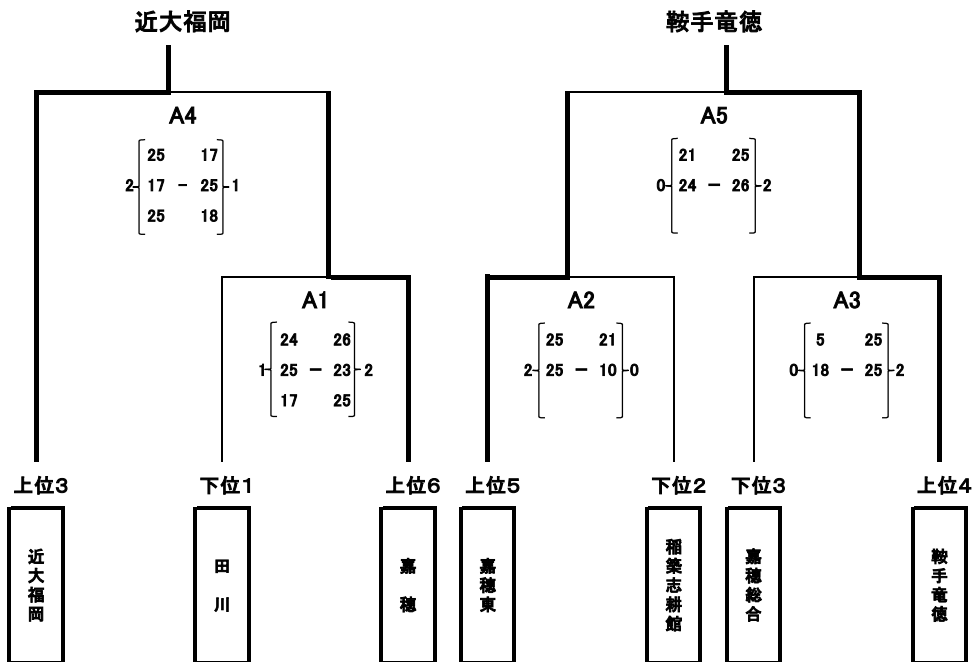 近大福岡 鞍手竜徳
A4 A5
25 17 21 25
2 17 - 25 1 0 24 - 26 2
25 18
A1 A2 A3
24 26 25 21 5 25
1 25 - 23 2 2 25 - 10 0 0 18 - 25 2
17 25
上位3 下位1 上位6 上位5 下位2 下位3 上位4
近大福岡
田川
嘉穂
嘉穂東
稲築志耕館
嘉穂総合
鞍手竜徳